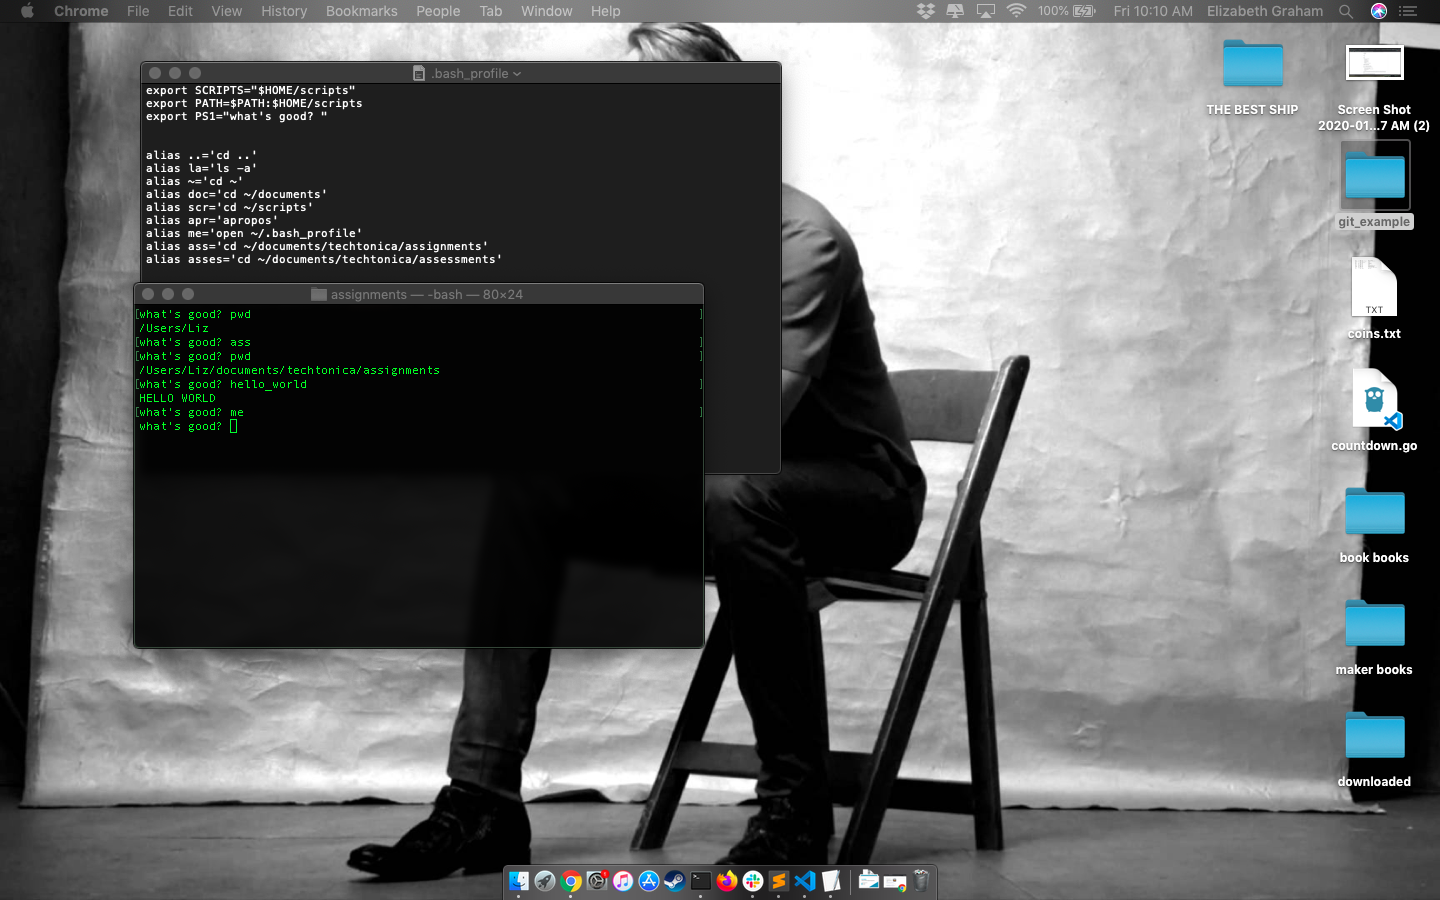 Chrome File Edit View History Bookmarks People Tab Window Help 100% Fri 10:10 AM Elizabeth Graham
.bash_profile
export SCRIPTS="$HOME/scripts"
export PATH=$PATH:$HOME/scripts
export PS1="what's good? "
alias ..='cd ..'
alias la='ls -a'
alias ~='cd ~'
alias doc='cd ~/documents'
alias scr='cd ~/scripts'
alias apr='apropos'
alias me='open ~/.bash_profile'
alias ass='cd ~/documents/techtonica/assignments'
alias asses='cd ~/documents/techtonica/assessments'
assignments — -bash — 80×24
[what's good? pwd ]
/Users/Liz
[what's good? ass ]
[what's good? pwd ]
/Users/Liz/documents/techtonica/assignments
[what's good? hello_world ]
HELLO WORLD
[what's good? me ]
what's good?
THE BEST SHIP
Screen Shot
2020-01...7 AM (2)
git_example
TXT
coins.txt
countdown.go
book books
maker books
downloaded